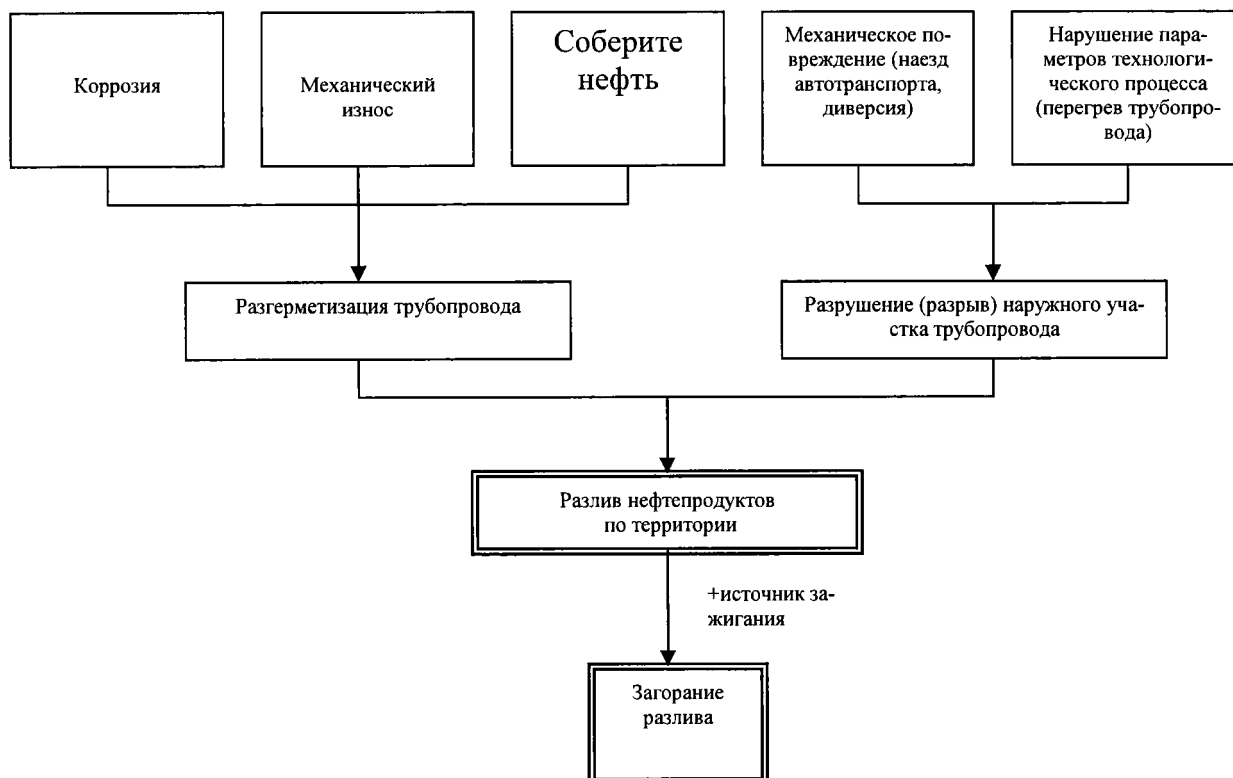 Коррозия
Механический
износ
Соберите
нефть
Механическое по-
вреждение (наезд
автотранспорта,
диверсия)
Нарушение пара-
метров технологи-
ческого процесса
(перегрев трубопро-
вода)
Разгерметизация трубопровода
Разрушение (разрыв) наружного уча-
стка трубопровода
Разлив нефтепродуктов
по территории
+источник за-
жигания
Загорание
разлива